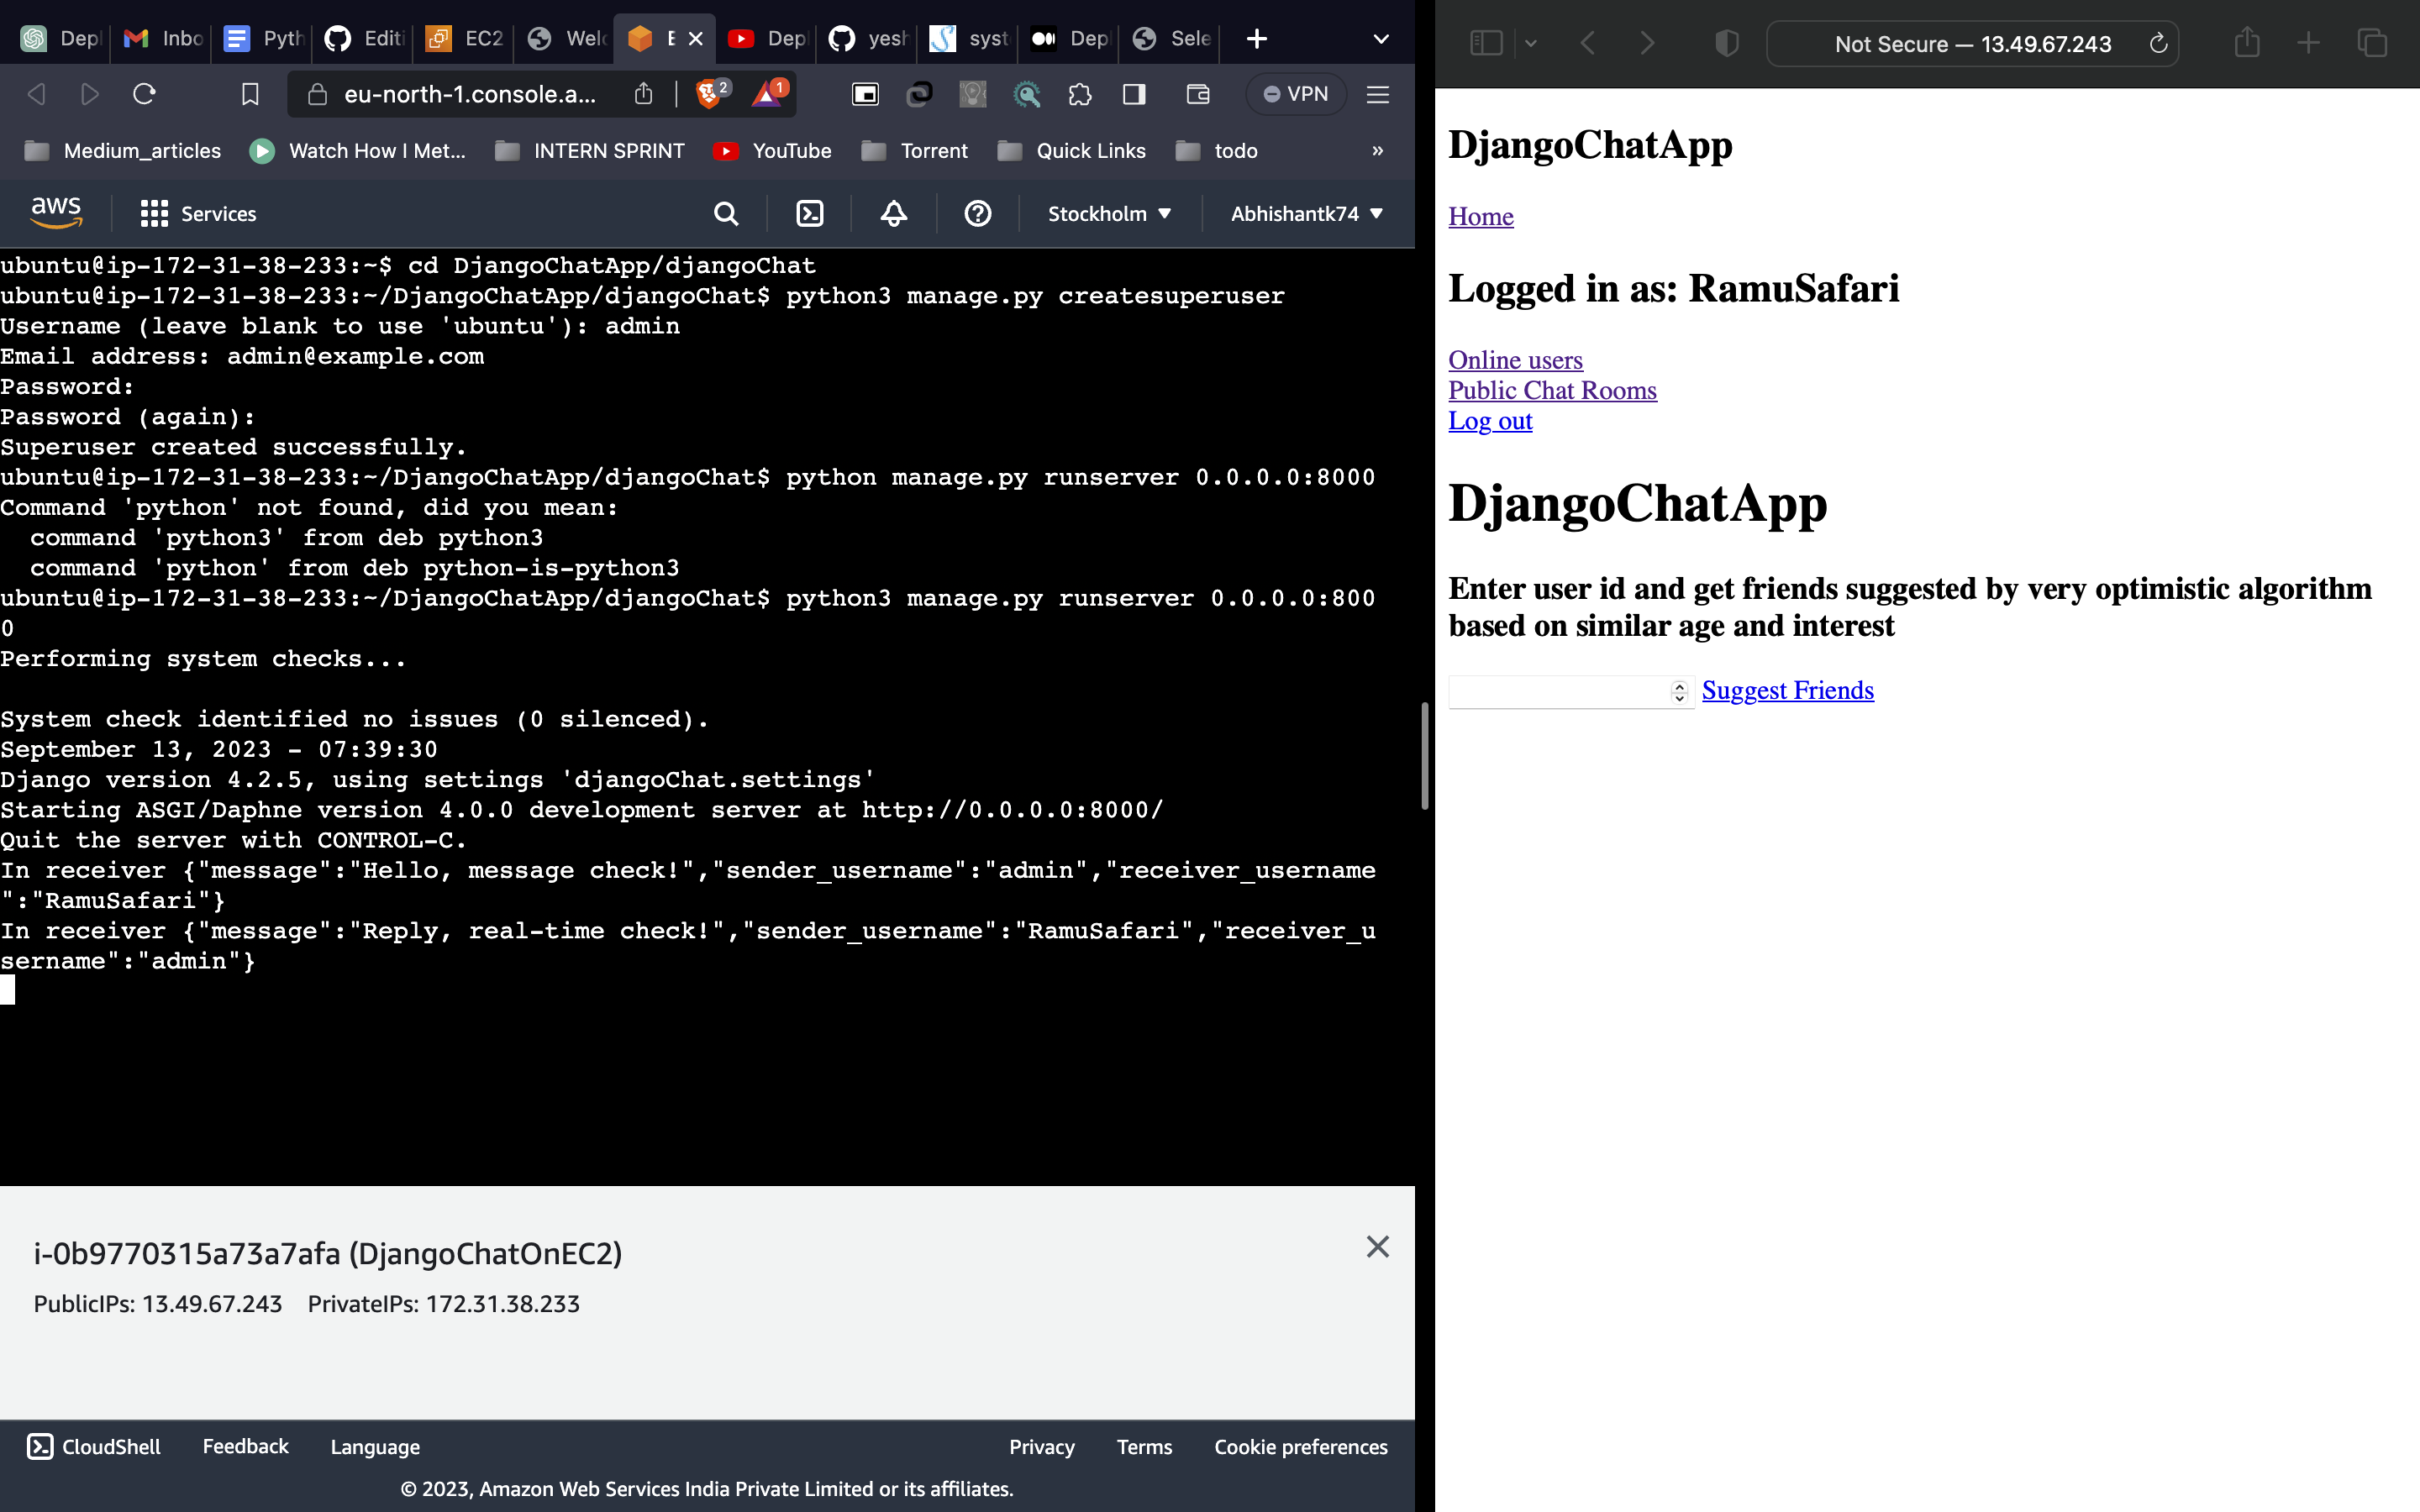 Depl
Inbo
Pyth
Editi
EC2
Welc
E
Dep
yesh
syst
Dep
Sele
eu-north-1.console.a...
2
1
VPN
Medium_articles
Watch How I Met...
INTERN SPRINT
YouTube
Torrent
Quick Links
todo
»
aws
Services
Stockholm
Abhishantk74
ubuntu@ip-172-31-38-233:~$ cd DjangoChatApp/djangoChat
ubuntu@ip-172-31-38-233:~/DjangoChatApp/djangoChat$ python3 manage.py createsuperuser
Username (leave blank to use 'ubuntu'): admin
Email address: admin@example.com
Password:
Password (again):
Superuser created successfully.
ubuntu@ip-172-31-38-233:~/DjangoChatApp/djangoChat$ python manage.py runserver 0.0.0.0:8000
Command 'python' not found, did you mean:
  command 'python3' from deb python3
  command 'python' from deb python-is-python3
ubuntu@ip-172-31-38-233:~/DjangoChatApp/djangoChat$ python3 manage.py runserver 0.0.0.0:800
0
Performing system checks...
System check identified no issues (0 silenced).
September 13, 2023 - 07:39:30
Django version 4.2.5, using settings 'djangoChat.settings'
Starting ASGI/Daphne version 4.0.0 development server at http://0.0.0.0:8000/
Quit the server with CONTROL-C.
In receiver {"message":"Hello, message check!","sender_username":"admin","receiver_username
":"RamuSafari"}
In receiver {"message":"Reply, real-time check!","sender_username":"RamuSafari","receiver_u
sername":"admin"}
i-0b9770315a73a7afa (DjangoChatOnEC2)
PublicIPs: 13.49.67.243 PrivateIPs: 172.31.38.233
CloudShell Feedback Language Privacy Terms Cookie preferences
© 2023, Amazon Web Services India Private Limited or its affiliates.
Not Secure — 13.49.67.243
DjangoChatApp
Home
Logged in as: RamuSafari
Online users
Public Chat Rooms
Log out
DjangoChatApp
Enter user id and get friends suggested by very optimistic algorithm
based on similar age and interest
Suggest Friends